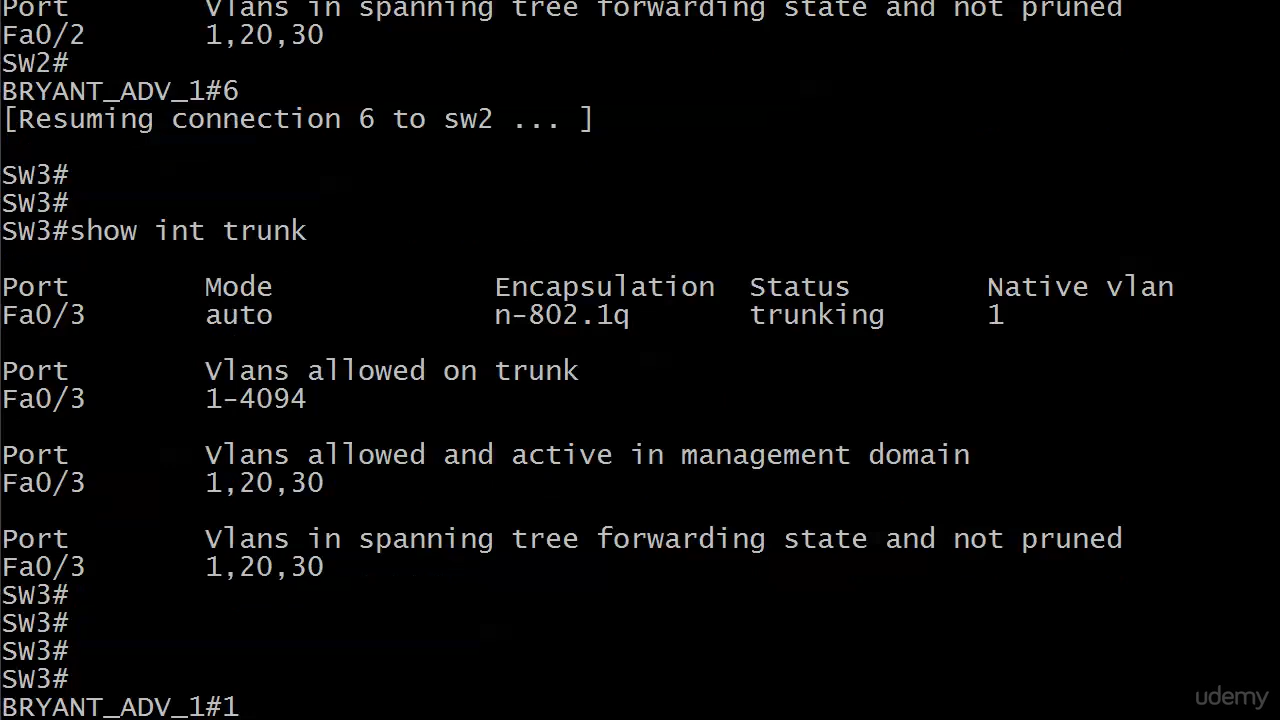 Port        Vlans in spanning tree forwarding state and not pruned
Fa0/2       1,20,30
SW2#
BRYANT_ADV_1#6
[Resuming connection 6 to sw2 ... ]
SW3#
SW3#
SW3#show int trunk
Port        Mode             Encapsulation  Status        Native vlan
Fa0/3       auto             n-802.1q       trunking      1
Port        Vlans allowed on trunk
Fa0/3       1-4094
Port        Vlans allowed and active in management domain
Fa0/3       1,20,30
Port        Vlans in spanning tree forwarding state and not pruned
Fa0/3       1,20,30
SW3#
SW3#
SW3#
SW3#
BRYANT_ADV_1#1
udemy